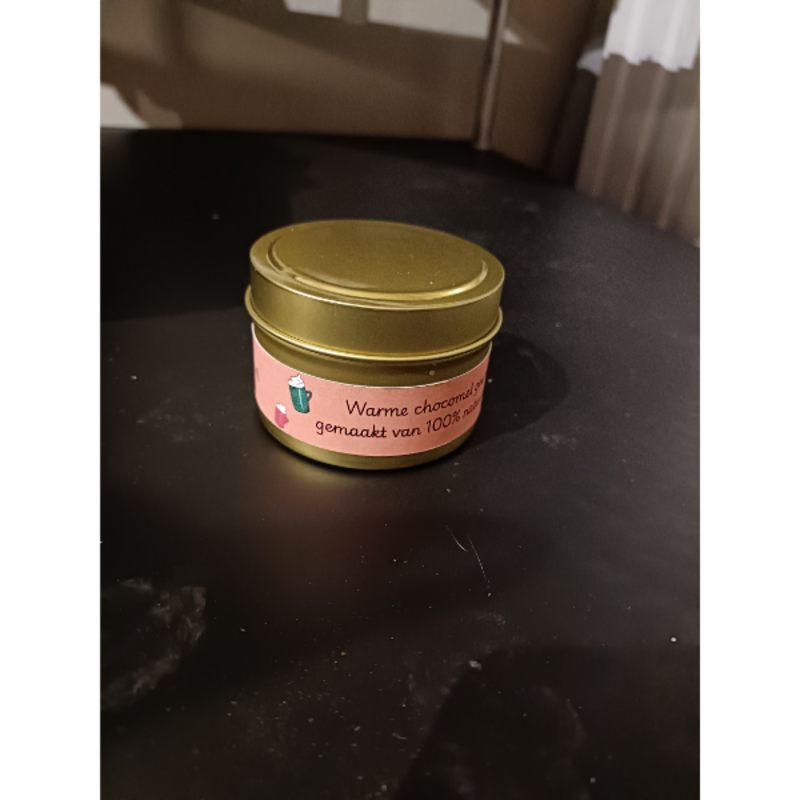 Warme chocomel
gemaakt van 100%